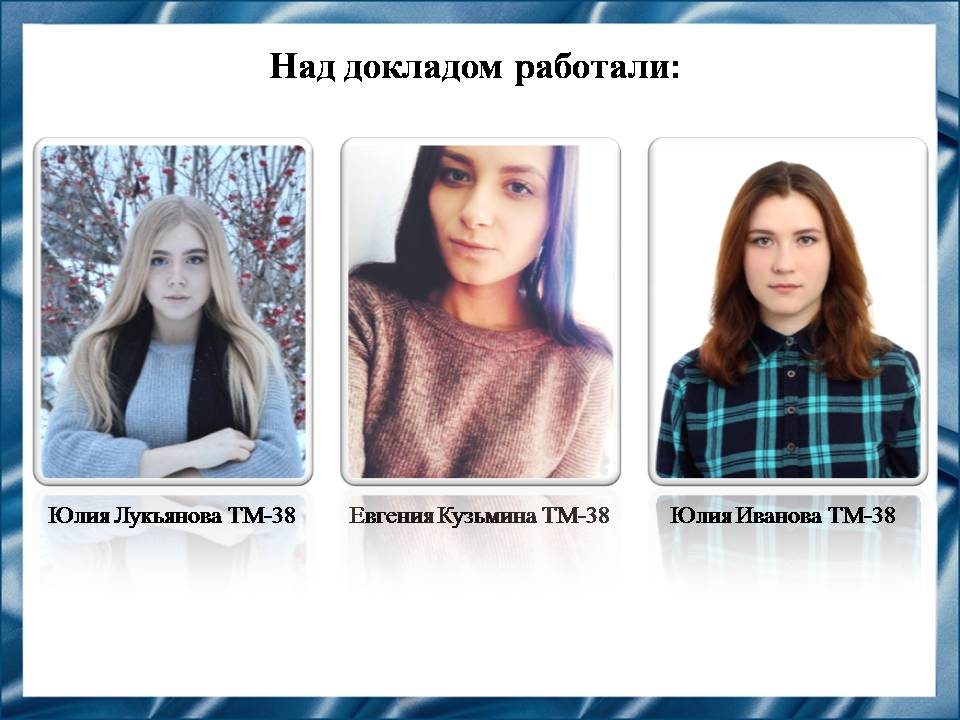 Над докладом работали:
Юлия Лукьянова ТМ-38
Евгения Кузьмина ТМ-38
Юлия Иванова ТМ-38